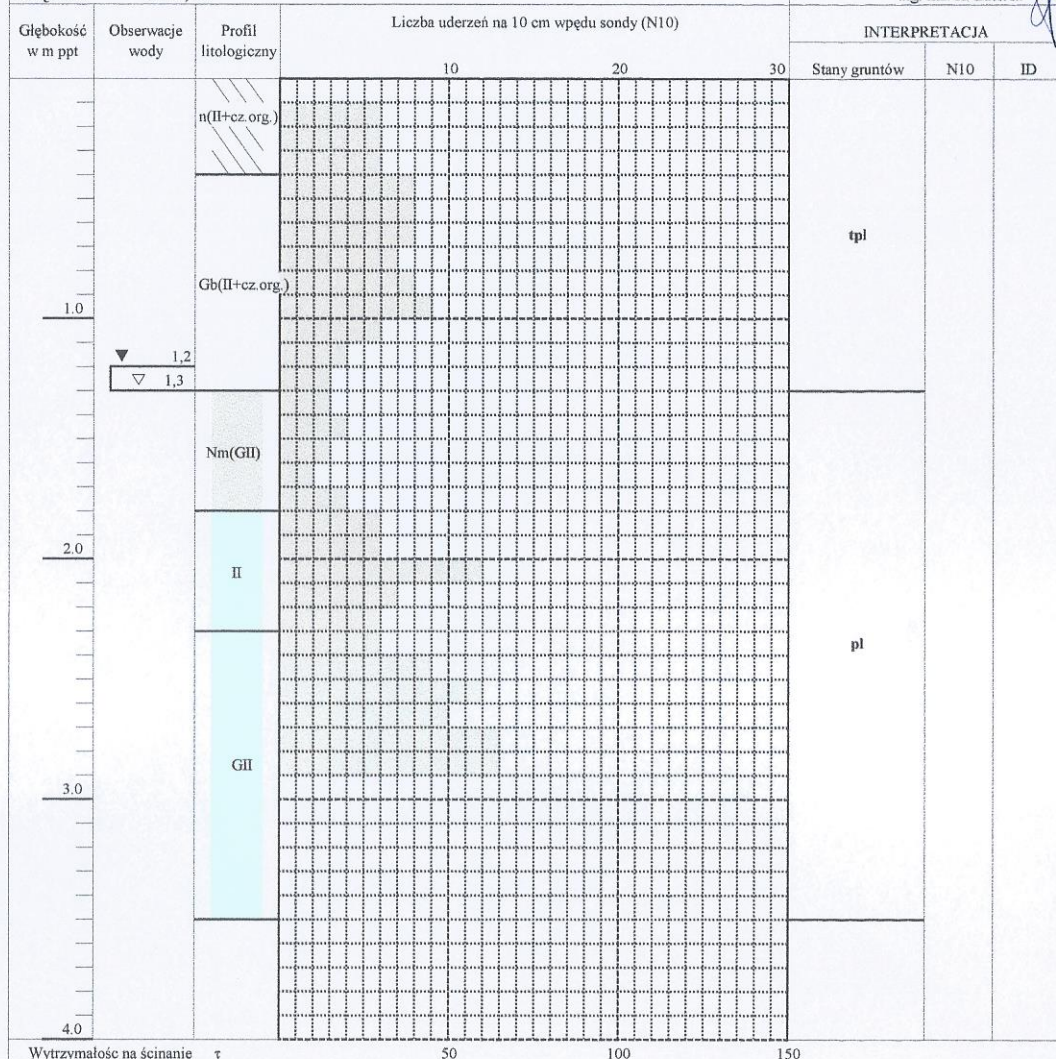 Głębokość w m ppt
Obserwacje wody
Profil litologiczny
Liczba uderzeń na 10 cm wpędu sondy (N10)
INTERPRETACJA
10 20 30
Stany gruntów N10 ID
n(II+cz.org.)
tpl
Gb(II+cz.org.)
1.0
1,2
1,3
Nm(GII)
2.0
II
pl
GII
3.0
4.0
Wytrzymałośc na ścinanie τ 50 100 150